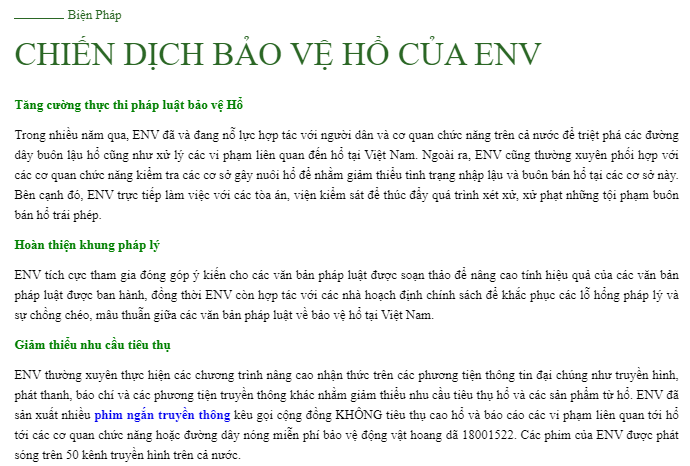 Biện Pháp
CHIẾN DỊCH BẢO VỆ HỔ CỦA ENV
Tăng cường thực thi pháp luật bảo vệ Hổ
Trong nhiều năm qua, ENV đã và đang nỗ lực hợp tác với người dân và cơ quan chức năng trên cả nước để triệt phá các đường
dây buôn lậu hổ cũng như xử lý các vi phạm liên quan đến hổ tại Việt Nam. Ngoài ra, ENV cũng thường xuyên phối hợp với
các cơ quan chức năng kiểm tra các cơ sở gây nuôi hổ để nhằm giảm thiểu tình trạng nhập lậu và buôn bán hổ tại các cơ sở này.
Bên cạnh đó, ENV trực tiếp làm việc với các tòa án, viện kiểm sát để thúc đẩy quá trình xét xử, xử phạt những tội phạm buôn
bán hổ trái phép.
Hoàn thiện khung pháp lý
ENV tích cực tham gia đóng góp ý kiến cho các văn bản pháp luật được soạn thảo để nâng cao tính hiệu quả của các văn bản
pháp luật được ban hành, đồng thời ENV còn hợp tác với các nhà hoạch định chính sách để khắc phục các lỗ hổng pháp lý và
sự chồng chéo, mâu thuẫn giữa các văn bản pháp luật về bảo vệ hổ tại Việt Nam.
Giảm thiểu nhu cầu tiêu thụ
ENV thường xuyên thực hiện các chương trình nâng cao nhận thức trên các phương tiện thông tin đại chúng như truyền hình,
phát thanh, báo chí và các phương tiện truyền thông khác nhằm giảm thiểu nhu cầu tiêu thụ hổ và các sản phẩm từ hổ. ENV đã
sản xuất nhiều phim ngắn truyền thông kêu gọi cộng đồng KHÔNG tiêu thụ cao hổ và báo cáo các vi phạm liên quan tới hổ
tới các cơ quan chức năng hoặc đường dây nóng miễn phí bảo vệ động vật hoang dã 18001522. Các phim của ENV được phát
sóng trên 50 kênh truyền hình trên cả nước.